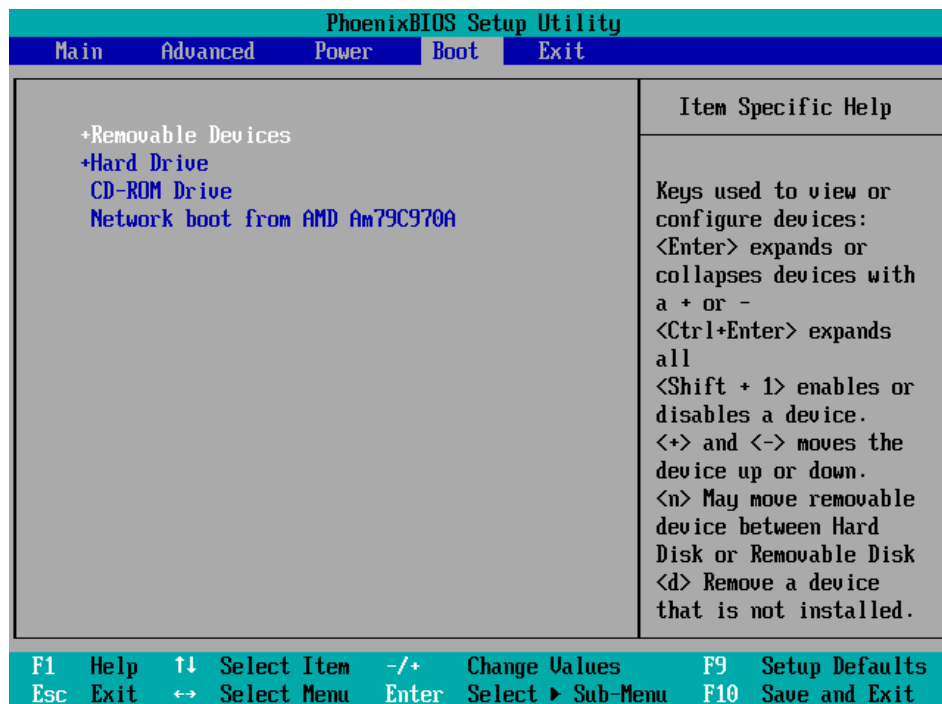 PhoenixBIOS Setup Utility
Main Advanced Power Boot Exit
Item Specific Help
+Removable Devices
+Hard Drive
CD-ROM Drive
Network boot from AMD Am79C970A
Keys used to view or
configure devices:
<Enter> expands or
collapses devices with
a + or -
<Ctrl+Enter> expands
all
<Shift + 1> enables or
disables a device.
<+> and <-> moves the
device up or down.
<n> May move removable
device between Hard
Disk or Removable Disk
<d> Remove a device
that is not installed.
F1 Help ↑↓ Select Item -/+ Change Values F9 Setup Defaults
Esc Exit ↔ Select Menu Enter Select ▶ Sub-Menu F10 Save and Exit